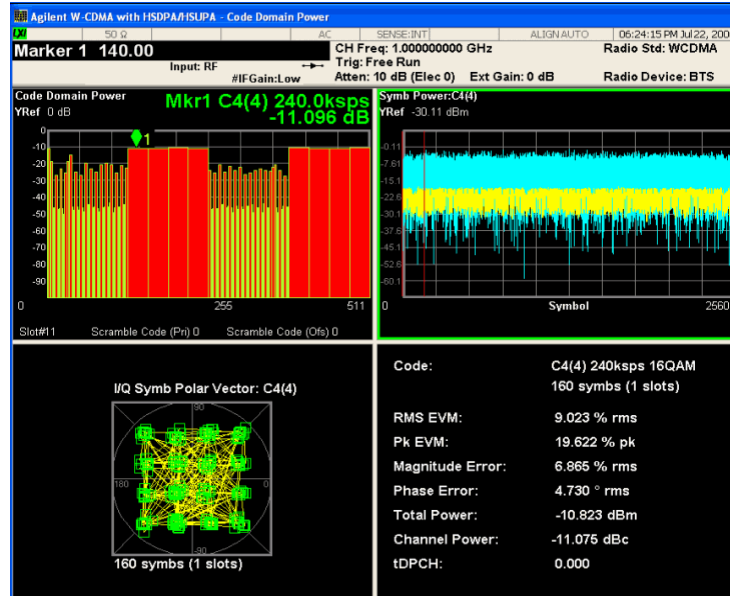 Agilent W-CDMA with HSDPA/HSUPA - Code Domain Power
LXI 50 Ω AC SENSE:INT ALIGN AUTO 06:24:15 PM Jul 22, 200
Marker 1 140.00
Input: RF
#IFGain:Low
CH Freq: 1.000000000 GHz
Trig: Free Run
Atten: 10 dB (Elec 0) Ext Gain: 0 dB
Radio Std: WCDMA
Radio Device: BTS
Code Domain Power
YRef 0 dB
Mkr1 C4(4) 240.0ksps
-11.096 dB
1
0
-10
-20
-30
-40
-50
-60
-70
-80
-90
0 255 511
Slot#11 Scramble Code (Pri) 0 Scramble Code (Ofs) 0
Symb Power:C4(4)
YRef -30.11 dBm
-0.11
-7.61
-15.1
-22.6
-30.1
-37.6
-45.1
-52.6
-60.1
0 Symbol 2560
I/Q Symb Polar Vector: C4(4)
90
180 0
-90
160 symbs (1 slots)
Code: C4(4) 240ksps 16QAM
160 symbs (1 slots)
RMS EVM: 9.023 % rms
Pk EVM: 19.622 % pk
Magnitude Error: 6.865 % rms
Phase Error: 4.730 ° rms
Total Power: -10.823 dBm
Channel Power: -11.075 dBc
tDPCH: 0.000